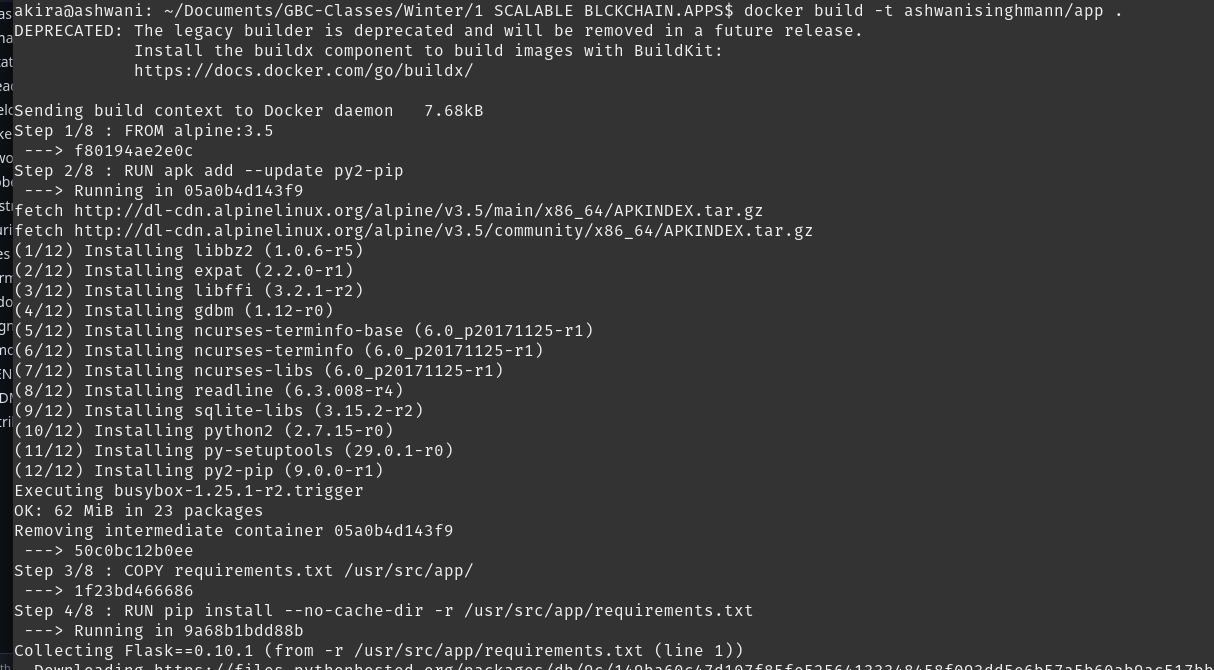 akira@ashwani: ~/Documents/GBC-Classes/Winter/1 SCALABLE BLCKCHAIN.APPS$ docker build -t ashwanisinghmann/app .
DEPRECATED: The legacy builder is deprecated and will be removed in a future release.
            Install the buildx component to build images with BuildKit:
            https://docs.docker.com/go/buildx/

Sending build context to Docker daemon   7.68kB
Step 1/8 : FROM alpine:3.5
 ---> f80194ae2e0c
Step 2/8 : RUN apk add --update py2-pip
 ---> Running in 05a0b4d143f9
fetch http://dl-cdn.alpinelinux.org/alpine/v3.5/main/x86_64/APKINDEX.tar.gz
fetch http://dl-cdn.alpinelinux.org/alpine/v3.5/community/x86_64/APKINDEX.tar.gz
(1/12) Installing libbz2 (1.0.6-r5)
(2/12) Installing expat (2.2.0-r1)
(3/12) Installing libffi (3.2.1-r2)
(4/12) Installing gdbm (1.12-r0)
(5/12) Installing ncurses-terminfo-base (6.0_p20171125-r1)
(6/12) Installing ncurses-terminfo (6.0_p20171125-r1)
(7/12) Installing ncurses-libs (6.0_p20171125-r1)
(8/12) Installing readline (6.3.008-r4)
(9/12) Installing sqlite-libs (3.15.2-r2)
(10/12) Installing python2 (2.7.15-r0)
(11/12) Installing py-setuptools (29.0.1-r0)
(12/12) Installing py2-pip (9.0.0-r1)
Executing busybox-1.25.1-r2.trigger
OK: 62 MiB in 23 packages
Removing intermediate container 05a0b4d143f9
 ---> 50c0bc12b0ee
Step 3/8 : COPY requirements.txt /usr/src/app/
 ---> 1f23bd466686
Step 4/8 : RUN pip install --no-cache-dir -r /usr/src/app/requirements.txt
 ---> Running in 9a68b1bdd88b
Collecting Flask==0.10.1 (from -r /usr/src/app/requirements.txt (line 1))
  Downloading